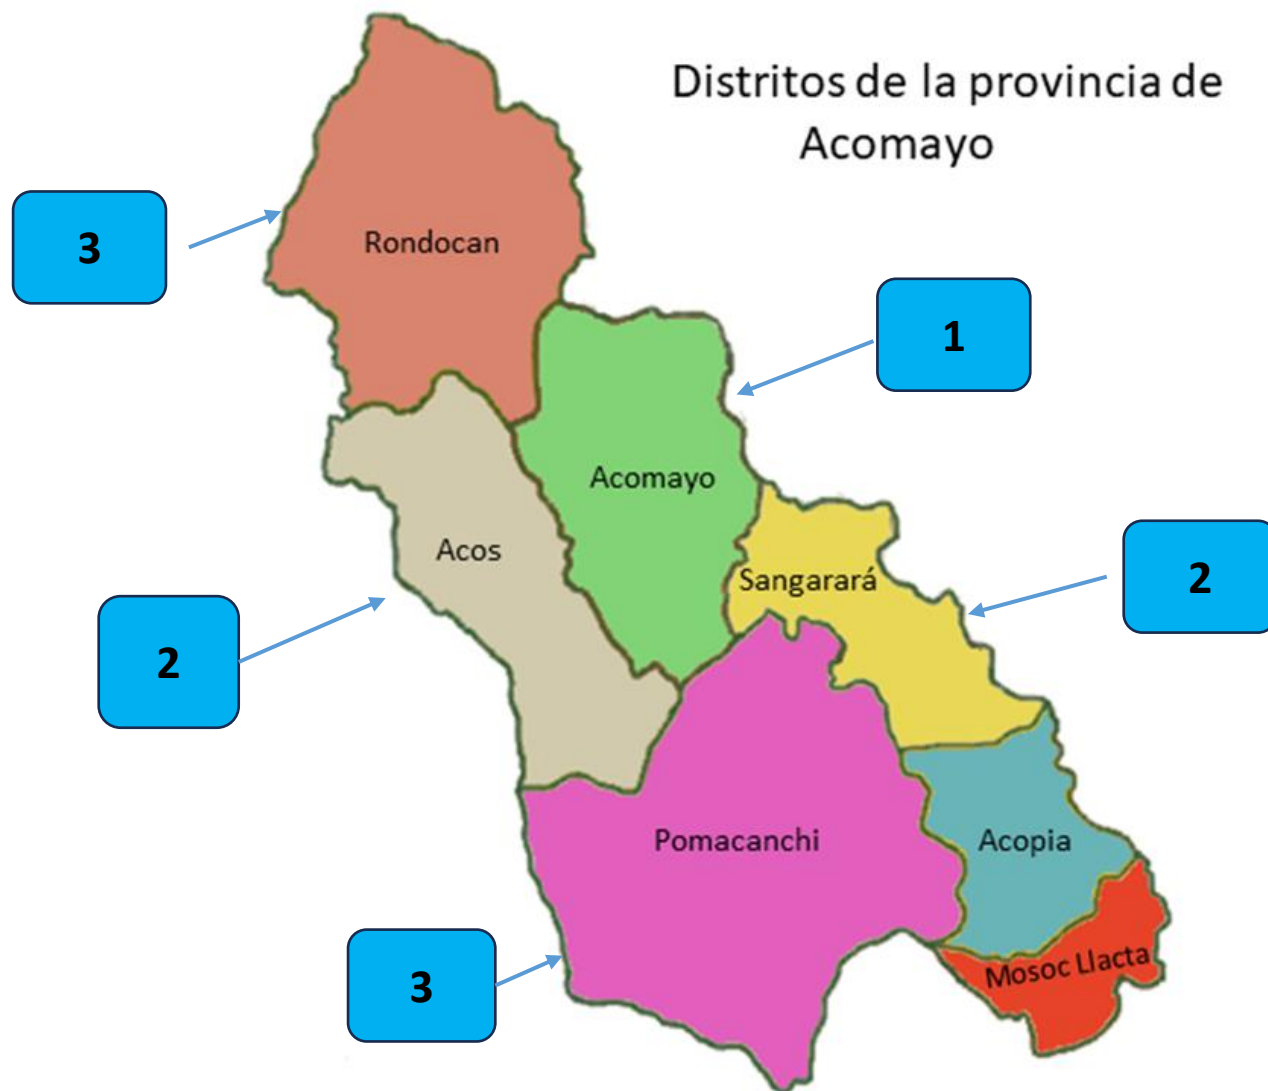 Distritos de la provincia de
Acomayo
3
Rondocan
1
Acomayo
Acos
Sangarará
2
2
Pomacanchi
Acopia
Mosoc Llacta
3